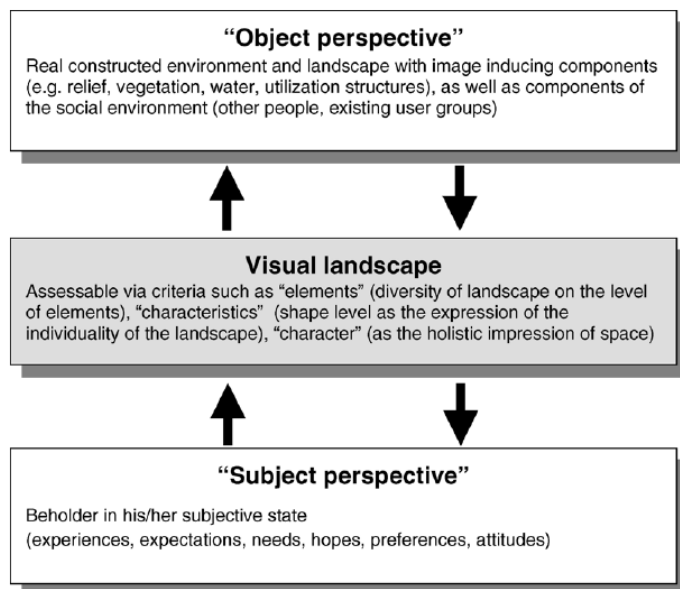 “Object perspective”
Real constructed environment and landscape with image inducing components
(e.g. relief, vegetation, water, utilization structures), as well as components of
the social environment (other people, existing user groups)
Visual landscape
Assessable via criteria such as “elements” (diversity of landscape on the level
of elements), “characteristics” (shape level as the expression of the
individuality of the landscape), “character” (as the holistic impression of space)
“Subject perspective”
Beholder in his/her subjective state
(experiences, expectations, needs, hopes, preferences, attitudes)